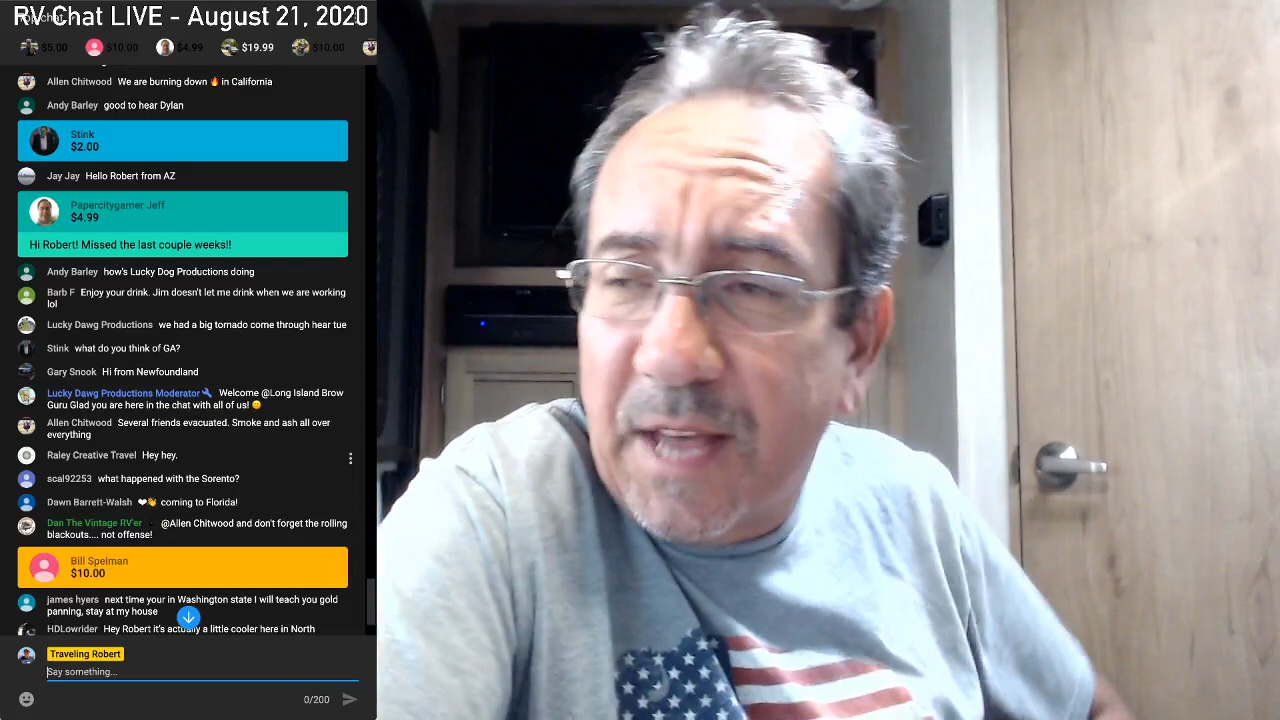 RV Chat LIVE - August 21, 2020
$5.00 $10.00 $4.99 $19.99 $10.00
Allen Chitwood We are burning down 🔥 in California
Andy Barley good to hear Dylan
Stink
$2.00
Jay Jay Hello Robert from AZ
Papercitygamer Jeff
$4.99
Hi Robert! Missed the last couple weeks!!
Andy Barley how's Lucky Dog Productions doing
Barb F Enjoy your drink. Jim doesn't let me drink when we are working
lol
Lucky Dawg Productions we had a big tornado come through hear tue
Stink what do you think of GA?
Gary Snook Hi from Newfoundland
Lucky Dawg Productions Moderator🔧 Welcome @Long Island Brow
Guru Glad you are here in the chat with all of us! 😊
Allen Chitwood Several friends evacuated. Smoke and ash all over
everything
Raley Creative Travel Hey hey.
scal92253 what happened with the Sorento?
Dawn Barrett-Walsh ❤👋 coming to Florida!
Dan The Vintage RV'er @Allen Chitwood and don't forget the rolling
blackouts.... not offense!
Bill Spelman
$10.00
james hyers next time your in Washington state I will teach you gold
panning, stay at my house
HDLowrider Hey Robert it's actually a little cooler here in North
Traveling Robert
Say something...
0/200